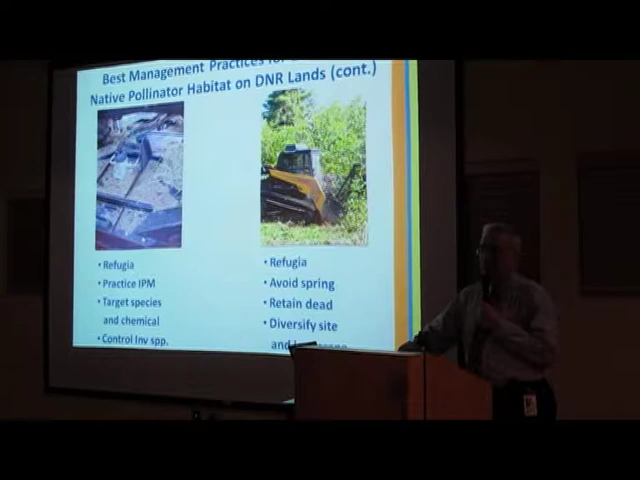 Best Management Practices for
Native Pollinator Habitat on DNR Lands (cont.)
• Refugia
• Practice IPM
• Target species
and chemical
• Control Inv spp.
• Refugia
• Avoid spring
• Retain dead
• Diversify site
and